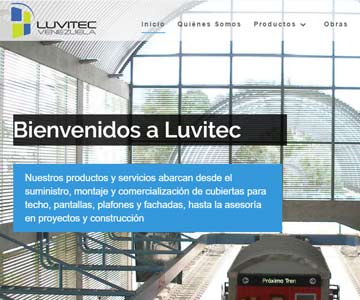 LUVITEC
VENEZUELA
Inicio Quiénes Somos Productos Obras
Bienvenidos a Luvitec
Nuestros productos y servicios abarcan desde el
suministro, montaje y comercialización de cubiertas para
techo, pantallas, plafones y fachadas, hasta la asesoría
en proyectos y construcción
Próximo Tren